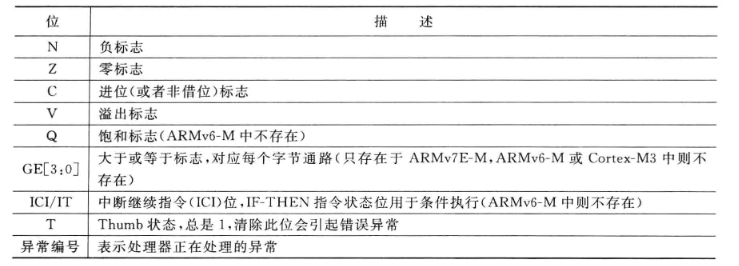 位 描 述
N 负标志
Z 零标志
C 进位(或者非借位)标志
V 溢出标志
Q 饱和标志(ARMv6-M 中不存在)
GE[3:0] 大于或等于标志,对应每个字节通路(只存在于 ARMv7E-M,ARMv6-M 或 Cortex-M3 中则不
存在)
ICI/IT 中断继续指令(ICI)位,IF-THEN 指令状态位用于条件执行(ARMv6-M 中则不存在)
T Thumb 状态,总是 1,清除此位会引起错误异常
异常编号 表示处理器正在处理的异常